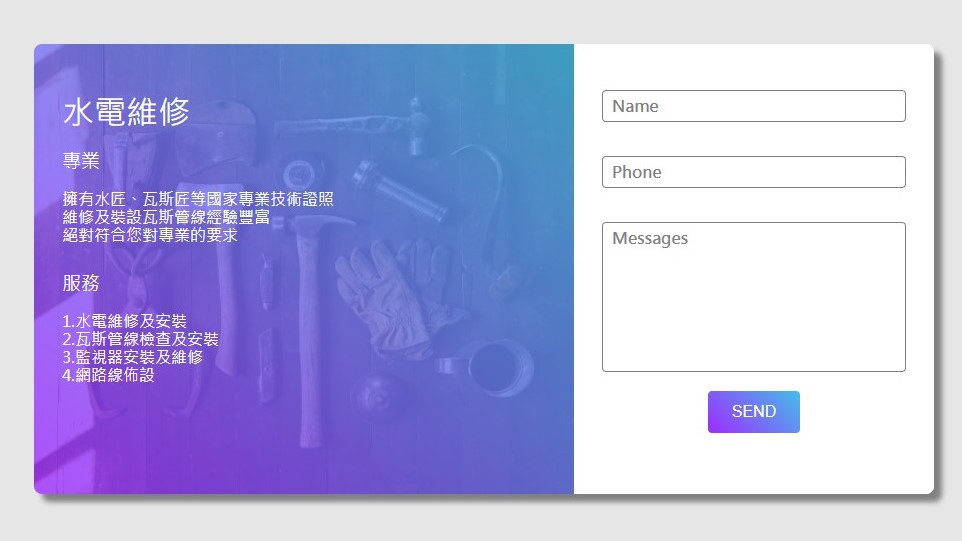 水電維修
專業
擁有水匠、瓦斯匠等國家專業技術證照
維修及裝設瓦斯管線經驗豐富
絕對符合您對專業的要求
服務
1.水電維修及安裝
2.瓦斯管線檢查及安裝
3.監視器安裝及維修
4.網路線佈設
Name
Phone
Messages
SEND